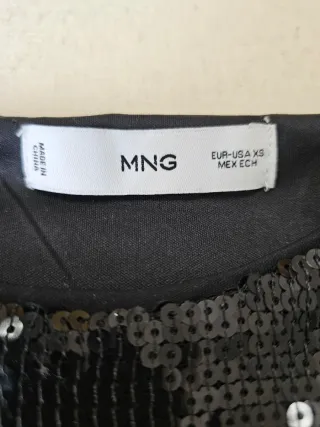 MADE IN
CHINA
MNG
EUR-USA XS
MEX ECH